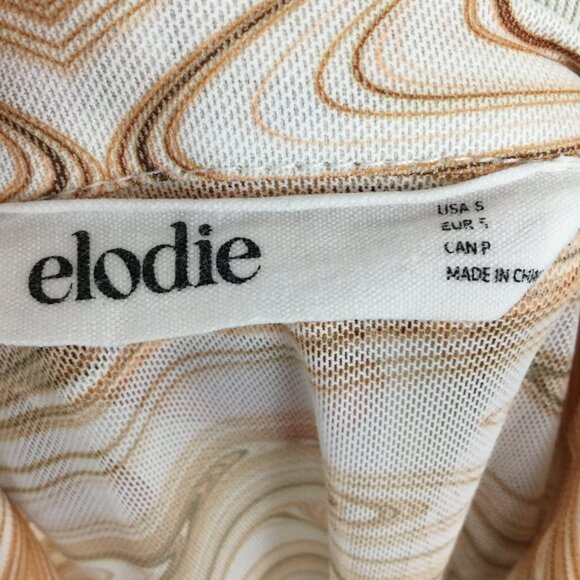 elodie
USA S
EUR S
CAN P
MADE IN CHINA